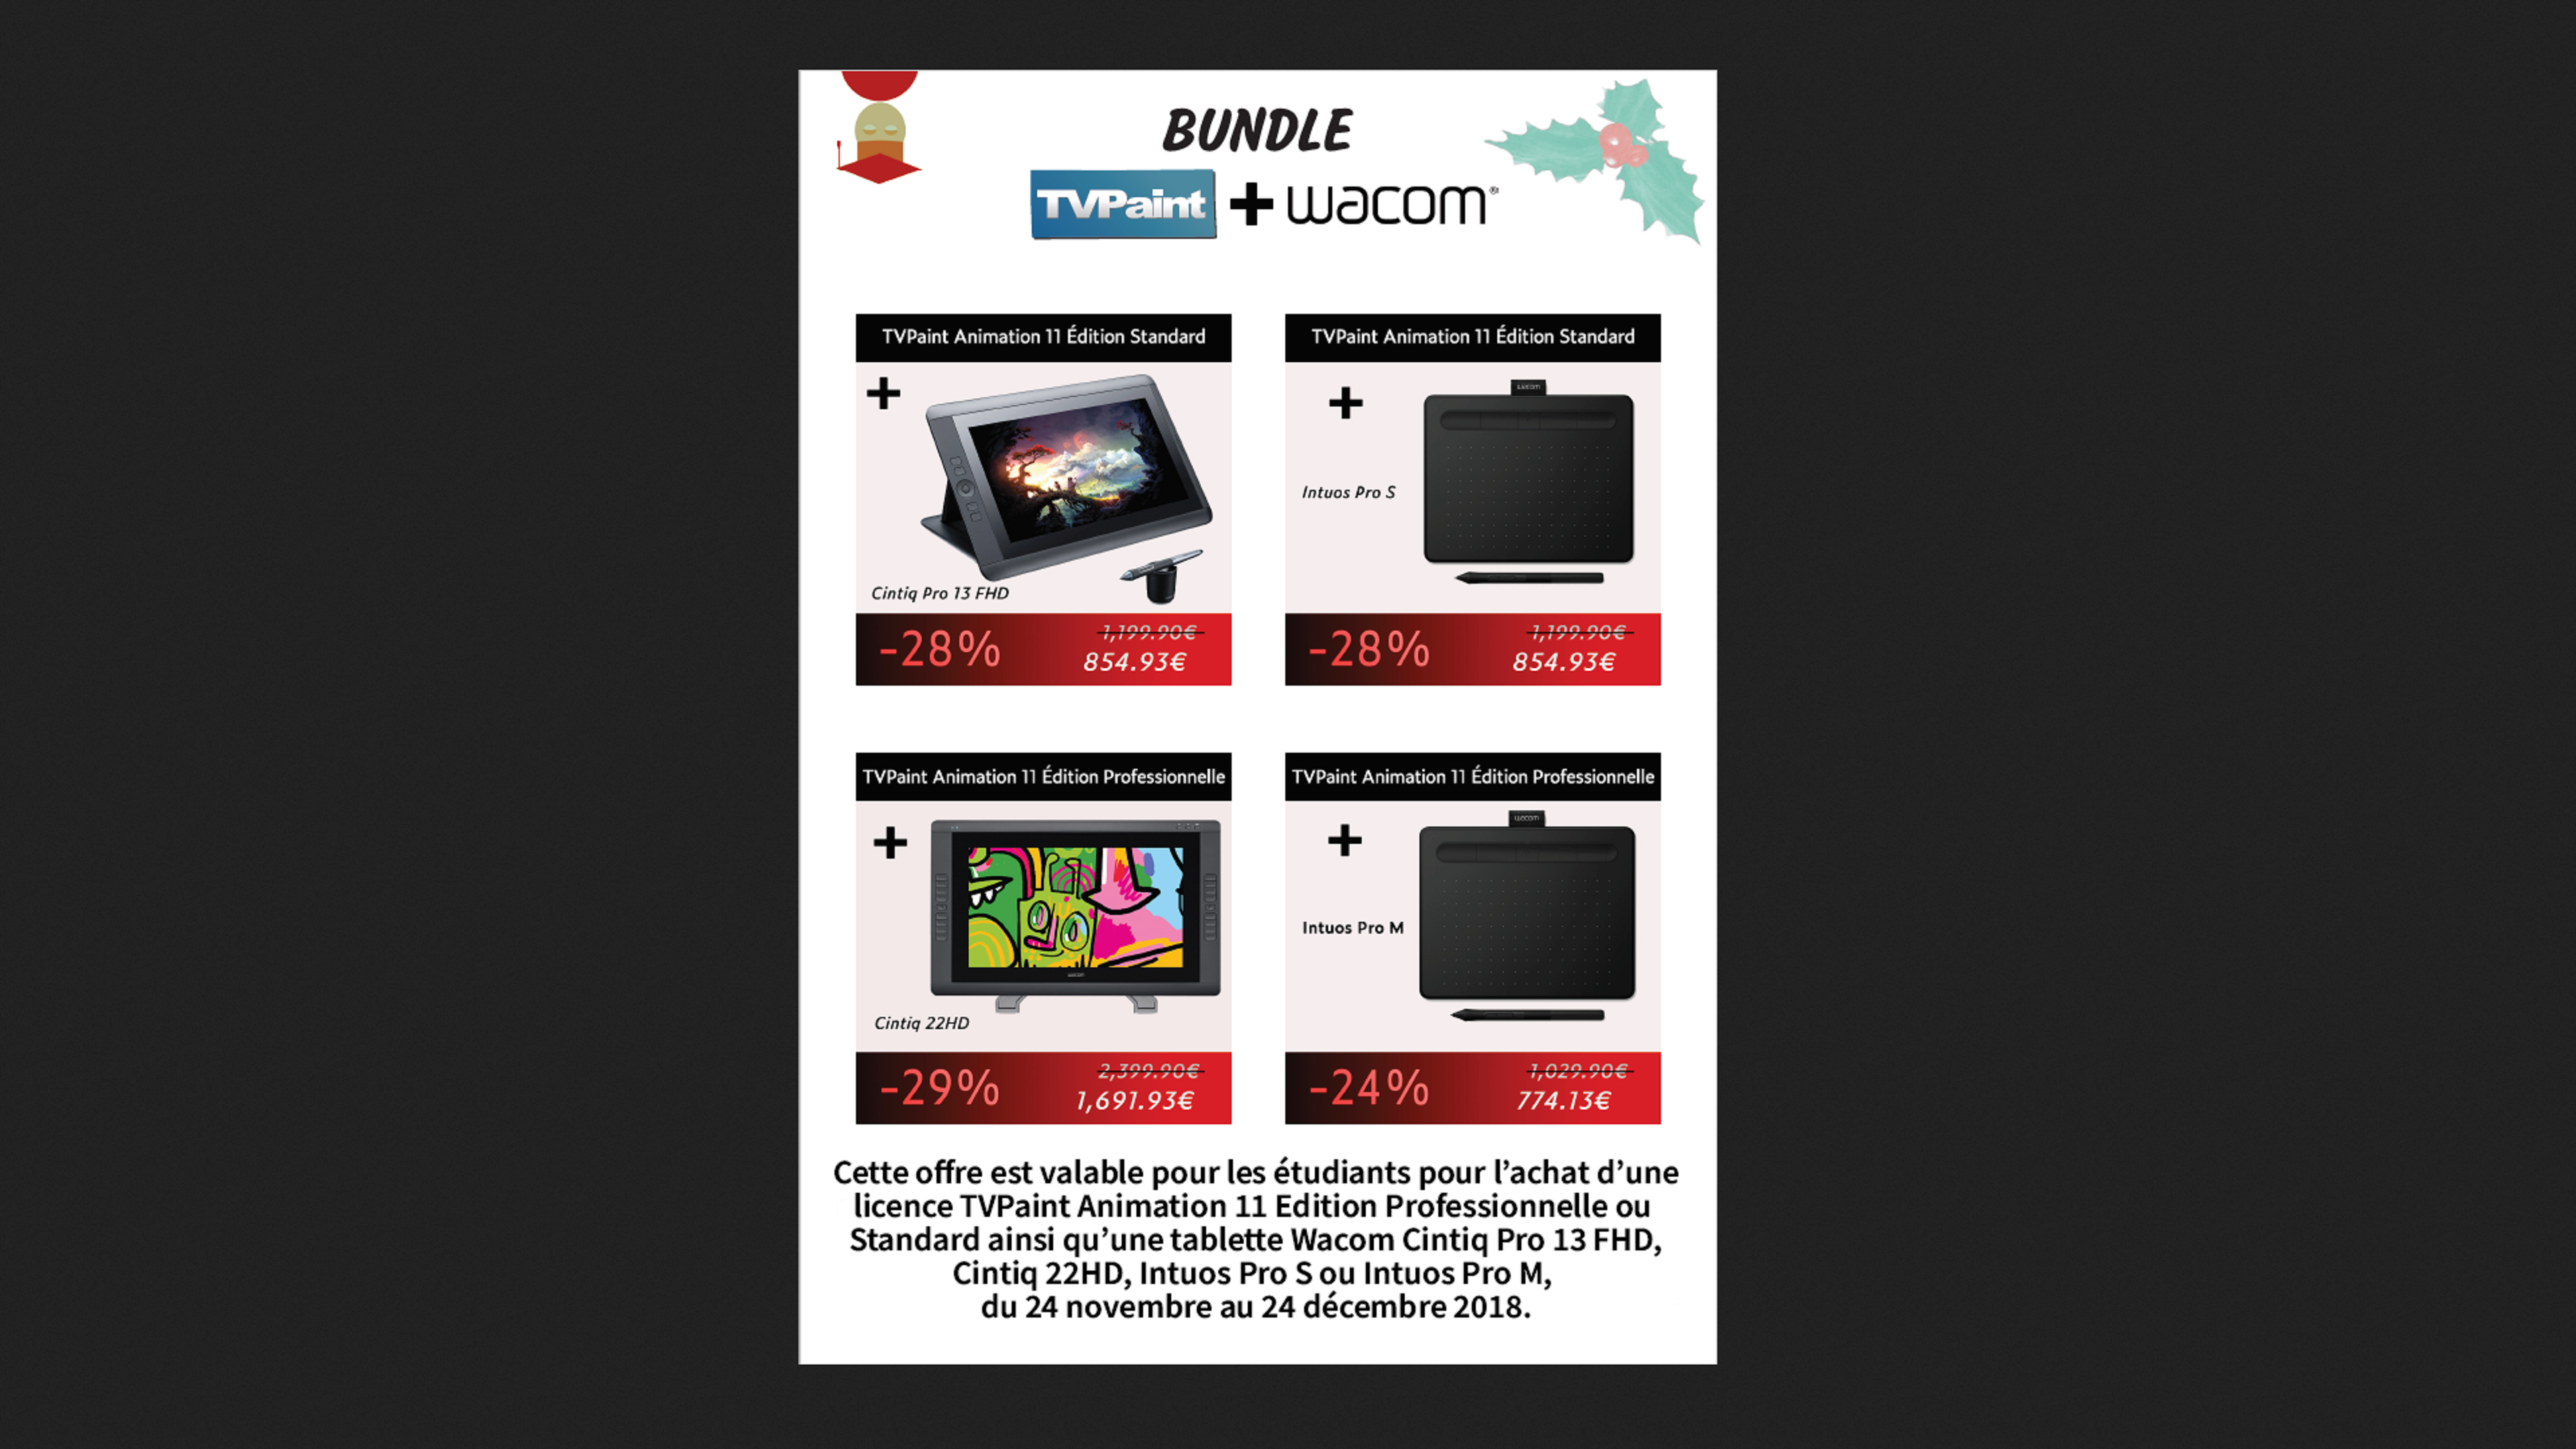 BUNDLE
TVPaint + wacom®
TVPaint Animation 11 Édition Standard
+
Cintiq Pro 13 FHD
-28%
1,199.90€
854.93€
TVPaint Animation 11 Édition Standard
+
wacom
Intuos Pro S
-28%
1,199.90€
854.93€
TVPaint Animation 11 Édition Professionnelle
+
wacom
Cintiq 22HD
-29%
2,399.90€
1,691.93€
TVPaint Animation 11 Édition Professionnelle
+
wacom
Intuos Pro M
-24%
1,029.90€
774.13€
Cette offre est valable pour les étudiants pour l’achat d’une
licence TVPaint Animation 11 Edition Professionnelle ou
Standard ainsi qu’une tablette Wacom Cintiq Pro 13 FHD,
Cintiq 22HD, Intuos Pro S ou Intuos Pro M,
du 24 novembre au 24 décembre 2018.